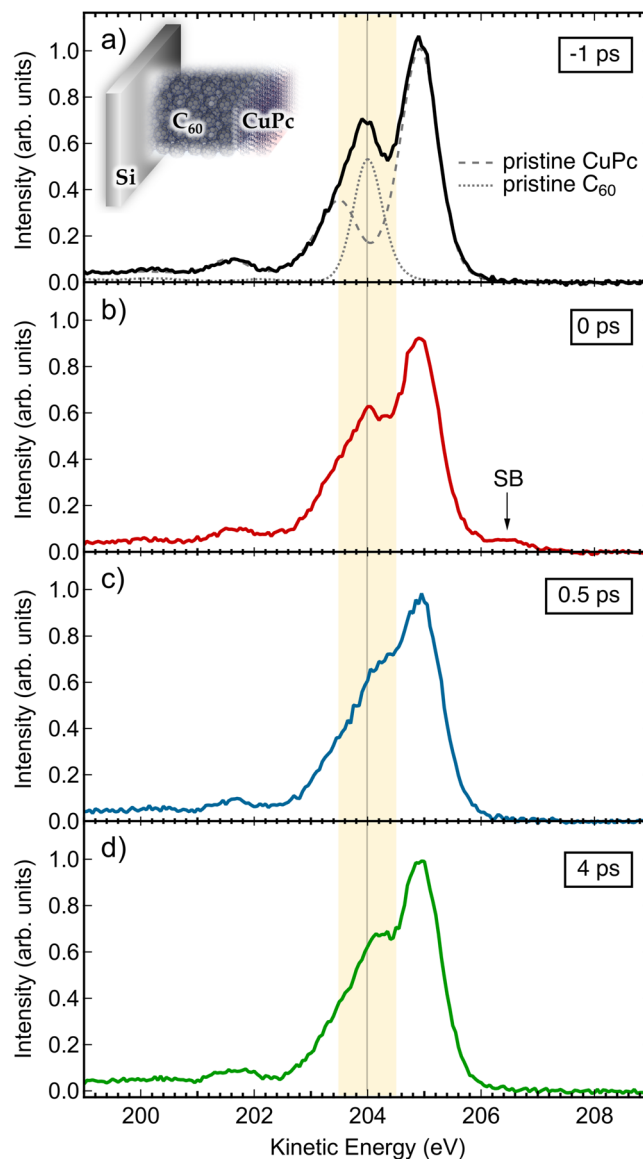 a)
-1 ps
Si
C60
CuPc
pristine CuPc
pristine C60
Intensity (arb. units)
1.0
0.8
0.6
0.4
0.2
0.0
b)
0 ps
SB
Intensity (arb. units)
1.0
0.8
0.6
0.4
0.2
0.0
c)
0.5 ps
Intensity (arb. units)
1.0
0.8
0.6
0.4
0.2
0.0
d)
4 ps
Intensity (arb. units)
1.0
0.8
0.6
0.4
0.2
0.0
200 202 204 206 208
Kinetic Energy (eV)